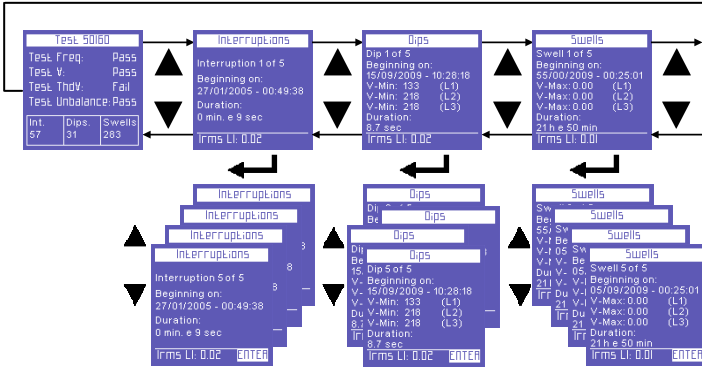 Test 50160
Test Freq: Pass
Test V: Pass
Test ThdV: Fail
Test Unbalance: Pass
Int. Dips. Swells
57 31 283
Interruptions
Interruption 1 of 5
Beginning on:
27/01/2005 - 00:49:38
Duration:
0 min. e 9 sec
Irms L1: 0.02
Dips
Dip 1 of 5
Beginning on:
15/09/2009 - 10:28:18
V-Min: 133 (L1)
V-Min: 218 (L2)
V-Min: 218 (L3)
Duration:
8.7 sec
Irms L1: 0.02
Swells
Swell 1 of 5
Beginning on:
55/00/2009 - 00:25:01
V-Max: 0.00 (L1)
V-Max: 0.00 (L2)
V-Max: 0.00 (L3)
Duration:
21 h e 50 min
Irms L1: 0.01
Interruptions
Interruptions
8
Interruptions
8
Interruptions
Interruption 5 of 5
Beginning on:
27/01/2005 - 00:49:38
Duration:
0 min. e 9 sec
Irms L1: 0.02 ENTER
Dips
Dips
Dips
Dips
Dip 5 of 5
Beginning on:
15/09/2009 - 10:28:18
V-Min: 133 (L1)
V-Min: 218 (L2)
V-Min: 218 (L3)
Duration:
8.7 sec
Irms L1: 0.02 ENTER
Swells
Swells
Swells
Swells
Swell 5 of 5
Beginning on:
05/09/2009 - 00:25:01
V-Max: 0.00 (L1)
V-Max: 0.00 (L2)
V-Max: 0.00 (L3)
Duration:
21 h e 50 min
Irms L1: 0.01 ENTER